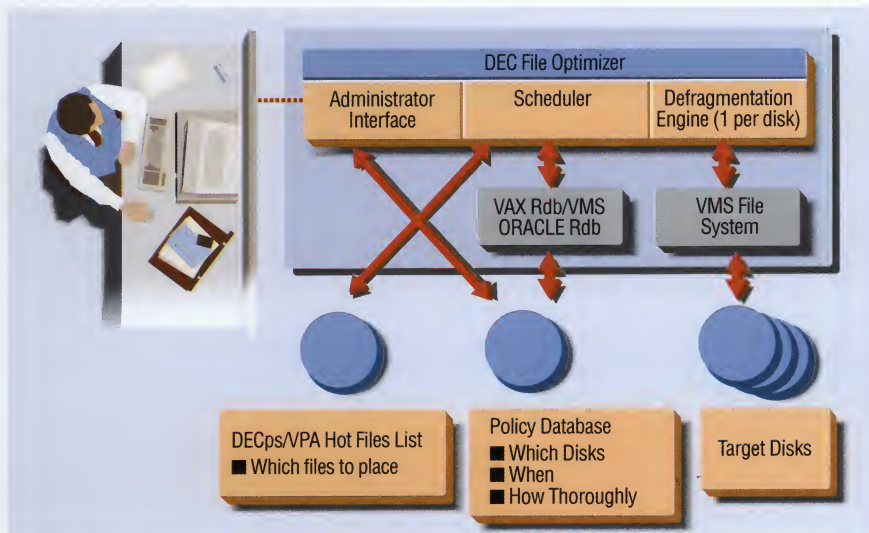 DEC File Optimizer
Administrator
Interface
Scheduler
Defragmentation
Engine (1 per disk)
VAX Rdb/VMS
ORACLE Rdb
VMS File
System
DECps/VPA Hot Files List
■ Which files to place
Policy Database
■ Which Disks
■ When
■ How Thoroughly
Target Disks